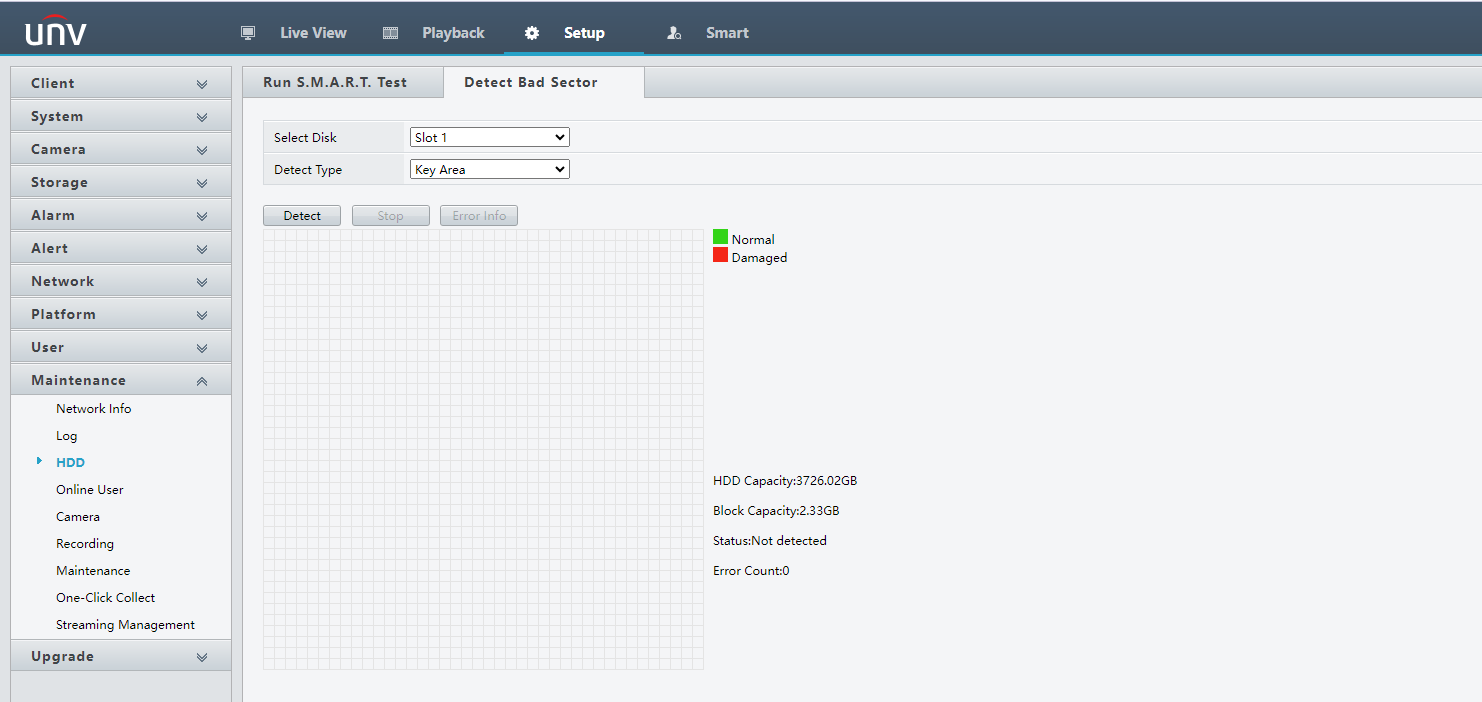 unv
Live View
Playback
Setup
Smart
Client
System
Camera
Storage
Alarm
Alert
Network
Platform
User
Maintenance
Network Info
Log
HDD
Online User
Camera
Recording
Maintenance
One-Click Collect
Streaming Management
Upgrade
Run S.M.A.R.T. Test
Detect Bad Sector
Select Disk
Slot 1
Detect Type
Key Area
Detect
Stop
Error Info
Normal
Damaged
HDD Capacity:3726.02GB
Block Capacity:2.33GB
Status:Not detected
Error Count:0